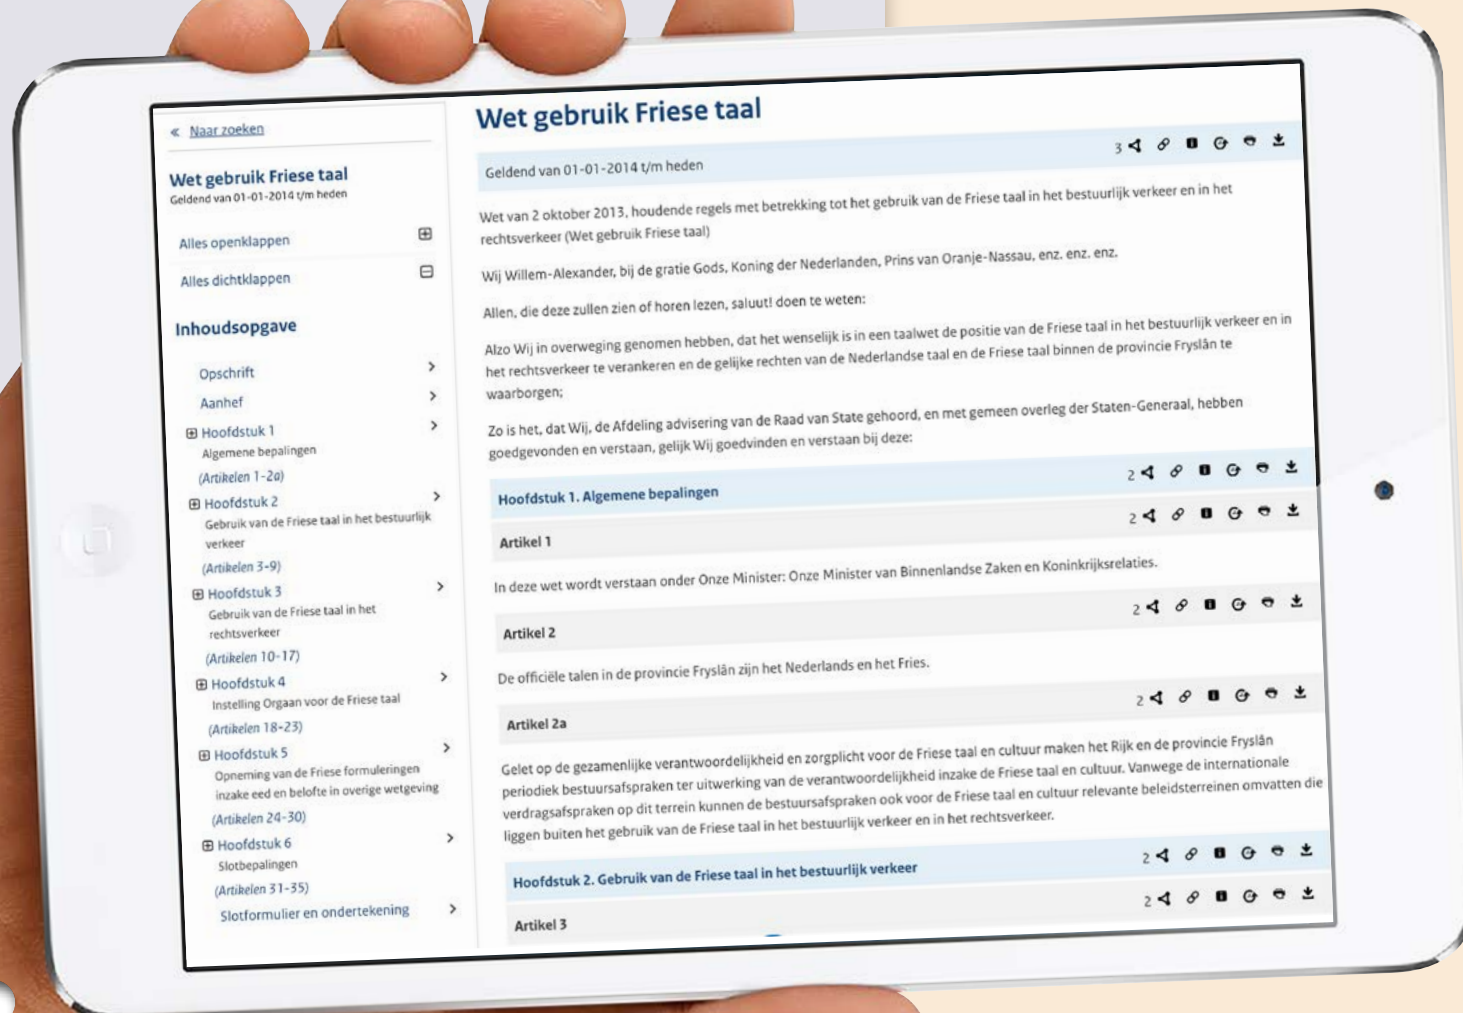 « Naar zoeken
Wet gebruik Friese taal
Geldend van 01-01-2014 t/m heden
Alles openklappen
Alles dichtklappen
Inhoudsopgave
Opschrift
Aanhef
Hoofdstuk 1
Algemene bepalingen
(Artikelen 1-2a)
Hoofdstuk 2
Gebruik van de Friese taal in het bestuurlijk
verkeer
(Artikelen 3-9)
Hoofdstuk 3
Gebruik van de Friese taal in het
rechtsverkeer
(Artikelen 10-17)
Hoofdstuk 4
Instelling Orgaan voor de Friese taal
(Artikelen 18-23)
Hoofdstuk 5
Opneming van de Friese formuleringen
inzake eed en belofte in overige wetgeving
(Artikelen 24-30)
Hoofdstuk 6
Slotbepalingen
(Artikelen 31-35)
Slotformulier en ondertekening
Wet gebruik Friese taal
Geldend van 01-01-2014 t/m heden 3
Wet van 2 oktober 2013, houdende regels met betrekking tot het gebruik van de Friese taal in het bestuurlijk verkeer en in het
rechtsverkeer (Wet gebruik Friese taal)
Wij Willem-Alexander, bij de gratie Gods, Koning der Nederlanden, Prins van Oranje-Nassau, enz. enz. enz.
Allen, die deze zullen zien of horen lezen, saluut! doen te weten:
Alzo Wij in overweging genomen hebben, dat het wenselijk is in een taalwet de positie van de Friese taal in het bestuurlijk verkeer en in
het rechtsverkeer te verankeren en de gelijke rechten van de Nederlandse taal en de Friese taal binnen de provincie Fryslân te
waarborgen;
Zo is het, dat Wij, de Afdeling advisering van de Raad van State gehoord, en met gemeen overleg der Staten-Generaal, hebben
goedgevonden en verstaan, gelijk Wij goedvinden en verstaan bij deze:
Hoofdstuk 1. Algemene bepalingen 2
Artikel 1 2
In deze wet wordt verstaan onder Onze Minister: Onze Minister van Binnenlandse Zaken en Koninkrijksrelaties.
Artikel 2 2
De officiële talen in de provincie Fryslân zijn het Nederlands en het Fries.
Artikel 2a 2
Gelet op de gezamenlijke verantwoordelijkheid en zorgplicht voor de Friese taal en cultuur maken het Rijk en de provincie Fryslân
periodiek bestuursafspraken ter uitwerking van de verantwoordelijkheid inzake de Friese taal en cultuur. Vanwege de internationale
verdragsafspraken op dit terrein kunnen de bestuursafspraken ook voor de Friese taal en cultuur relevante beleidsterreinen omvatten die
liggen buiten het gebruik van de Friese taal in het bestuurlijk verkeer en in het rechtsverkeer.
Hoofdstuk 2. Gebruik van de Friese taal in het bestuurlijk verkeer 2
Artikel 3 2